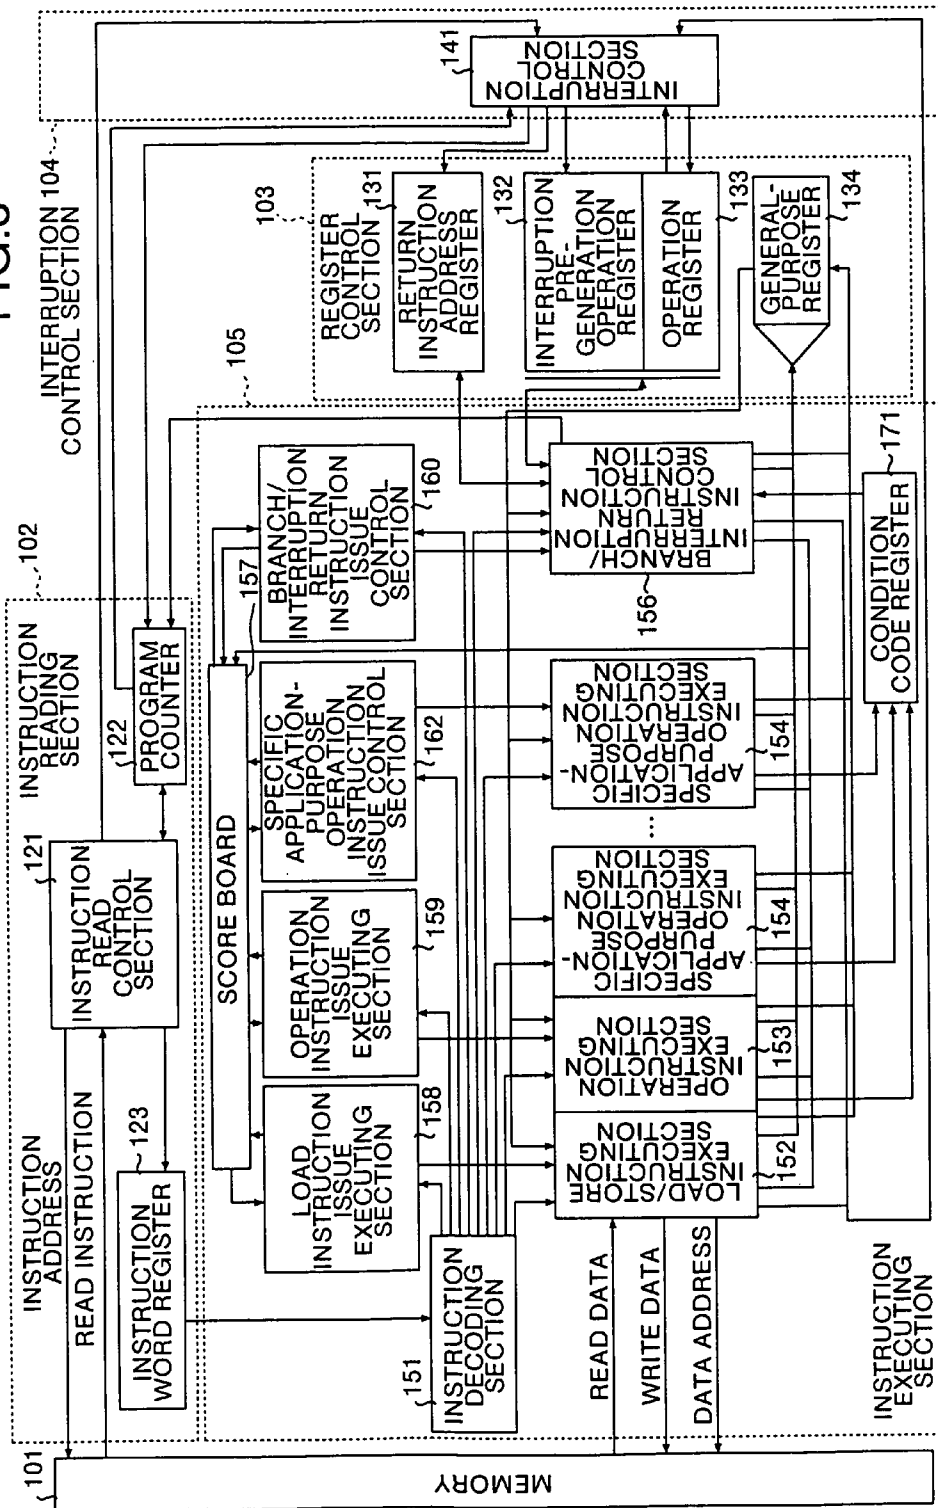 INTERRUPTION
CONTROL SECTION
104
INTERRUPTION
CONTROL
SECTION
141
103
REGISTER
CONTROL
SECTION
131
RETURN
INSTRUCTION
ADDRESS
REGISTER
132
INTERRUPTION
PRE-
GENERATION
OPERATION
REGISTER
OPERATION
REGISTER
133
GENERAL-
PURPOSE
REGISTER
134
105
102
INSTRUCTION
READING
SECTION
122
PROGRAM
COUNTER
121
INSTRUCTION
READ
CONTROL
SECTION
123
INSTRUCTION
WORD REGISTER
INSTRUCTION
ADDRESS
READ INSTRUCTION
101
MEMORY
SCORE BOARD
157
BRANCH/
INTERRUPTION
RETURN
INSTRUCTION
ISSUE
CONTROL
SECTION
160
SPECIFIC
APPLICATION-
PURPOSE
OPERATION
INSTRUCTION
ISSUE CONTROL
SECTION
162
OPERATION
INSTRUCTION
ISSUE
EXECUTING
SECTION
159
LOAD
INSTRUCTION
ISSUE
EXECUTING
SECTION
158
151
INSTRUCTION
DECODING
SECTION
BRANCH/
INTERRUPTION
RETURN
INSTRUCTION
CONTROL
SECTION
156
SPECIFIC
APPLICATION-
PURPOSE
OPERATION
INSTRUCTION
EXECUTING
SECTION
154
...
SPECIFIC
APPLICATION-
PURPOSE
OPERATION
INSTRUCTION
EXECUTING
SECTION
154
OPERATION
INSTRUCTION
EXECUTING
SECTION
153
LOAD/STORE
INSTRUCTION
EXECUTING
SECTION
152
CONDITION
CODE REGISTER
171
READ DATA
WRITE DATA
DATA ADDRESS
INSTRUCTION
EXECUTING
SECTION